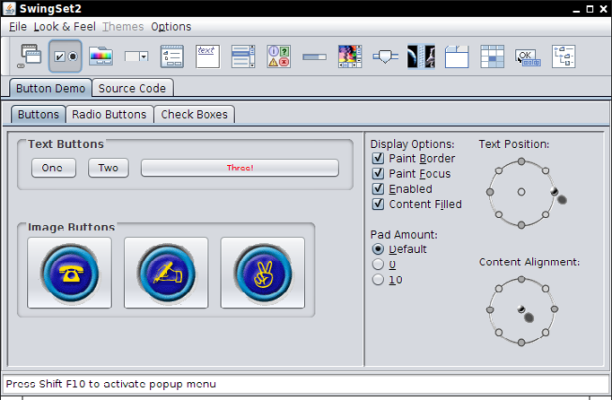 SwingSet2
File Look & Feel Themes Options
text
OK
Button Demo Source Code
Buttons Radio Buttons Check Boxes
Text Buttons
One Two Three!
Image Buttons
Display Options:
Paint Border
Paint Focus
Enabled
Content Filled
Pad Amount:
Default
0
10
Text Position:
Content Alignment:
Press Shift F10 to activate popup menu